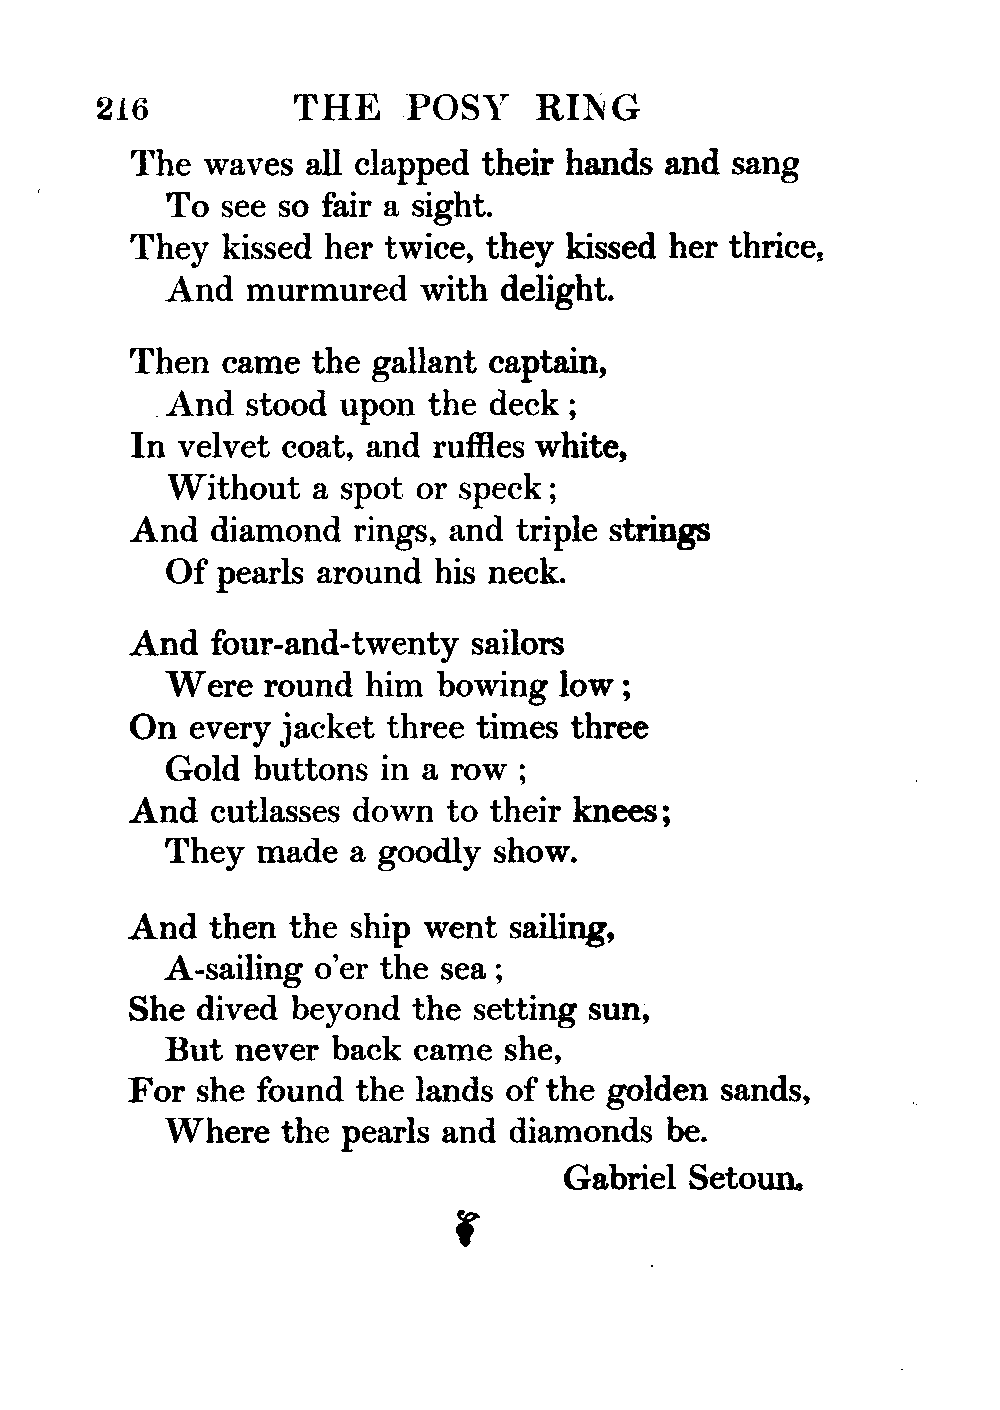 216 THE POSY RING
The waves all clapped their hands and sang
To see so fair a sight.
They kissed her twice, they kissed her thrice,
And murmured with delight.
Then came the gallant captain,
And stood upon the deck ;
In velvet coat, and ruffles white,
Without a spot or speck ;
And diamond rings, and triple strings
Of pearls around his neck.
And four-and-twenty sailors
Were round him bowing low ;
On every jacket three times three
Gold buttons in a row ;
And cutlasses down to their knees;
They made a goodly show.
And then the ship went sailing,
A-sailing o'er the sea ;
She dived beyond the setting sun,
But never back came she,
For she found the lands of the golden sands,
Where the pearls and diamonds be.
Gabriel Setoun.